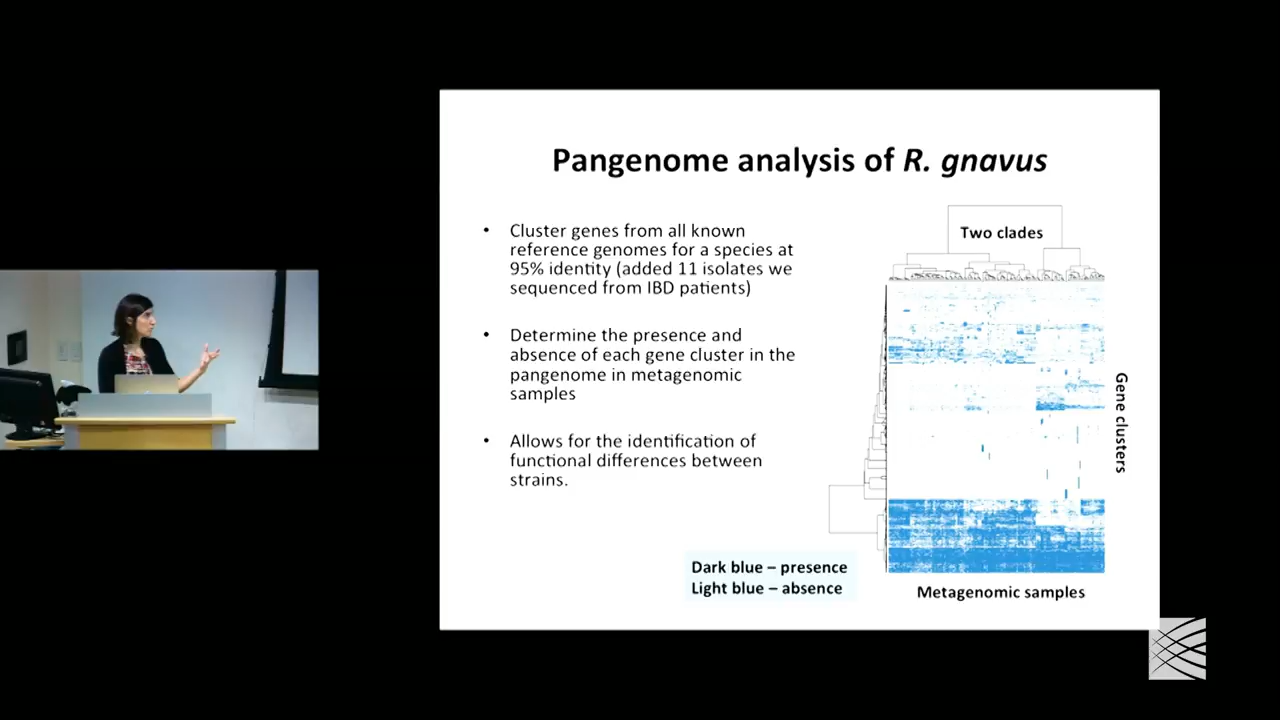 Pangenome analysis of R. gnavus
• Cluster genes from all known
reference genomes for a species at
95% identity (added 11 isolates we
sequenced from IBD patients)
• Determine the presence and
absence of each gene cluster in the
pangenome in metagenomic
samples
• Allows for the identification of
functional differences between
strains.
Two clades
Gene clusters
Metagenomic samples
Dark blue – presence
Light blue – absence